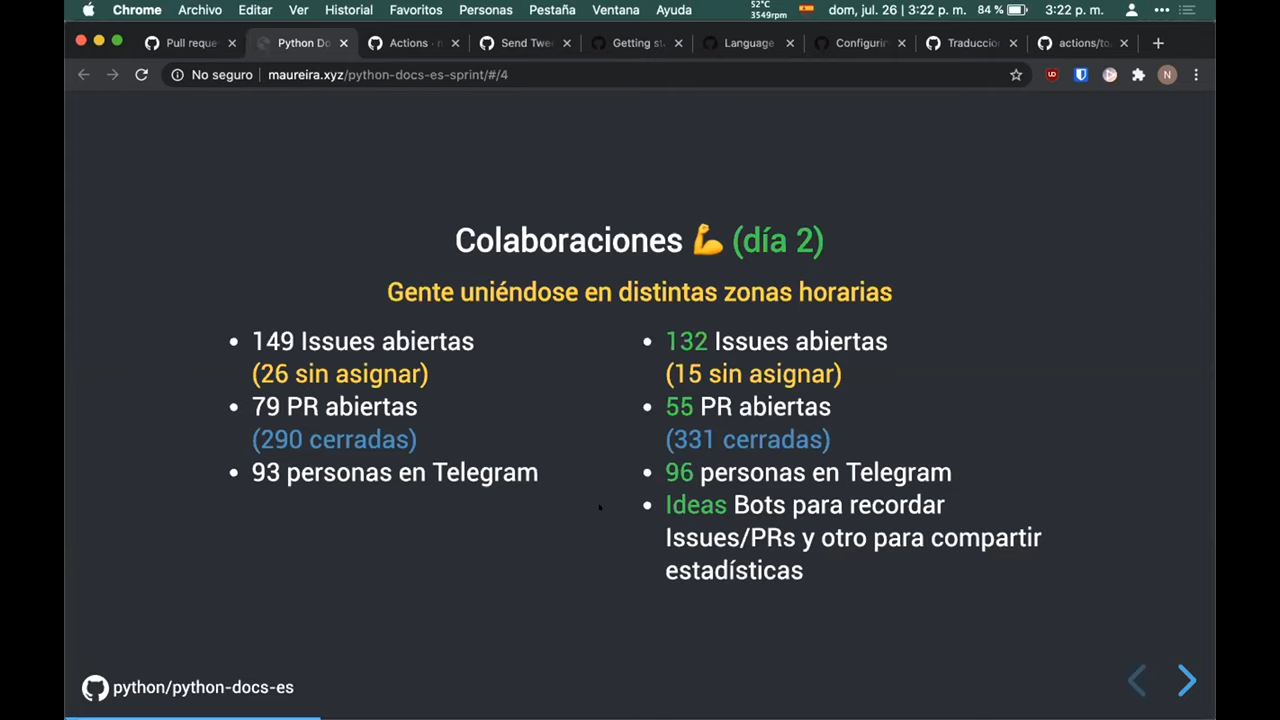 Chrome Archivo Editar Ver Historial Favoritos Personas Pestaña Ventana Ayuda 52°C 3549rpm dom, jul. 26 | 3:22 p. m. 84 % 3:22 p. m.
Pull reque Python Do Actions · Send Twe Getting st Language Configurin Traduccio actions/to
No seguro maureira.xyz/python-docs-es-sprint/#/4 N
Colaboraciones 💪 (día 2)
Gente uniéndose en distintas zonas horarias
149 Issues abiertas
(26 sin asignar)
79 PR abiertas
(290 cerradas)
93 personas en Telegram
132 Issues abiertas
(15 sin asignar)
55 PR abiertas
(331 cerradas)
96 personas en Telegram
Ideas Bots para recordar
Issues/PRs y otro para compartir
estadísticas
python/python-docs-es